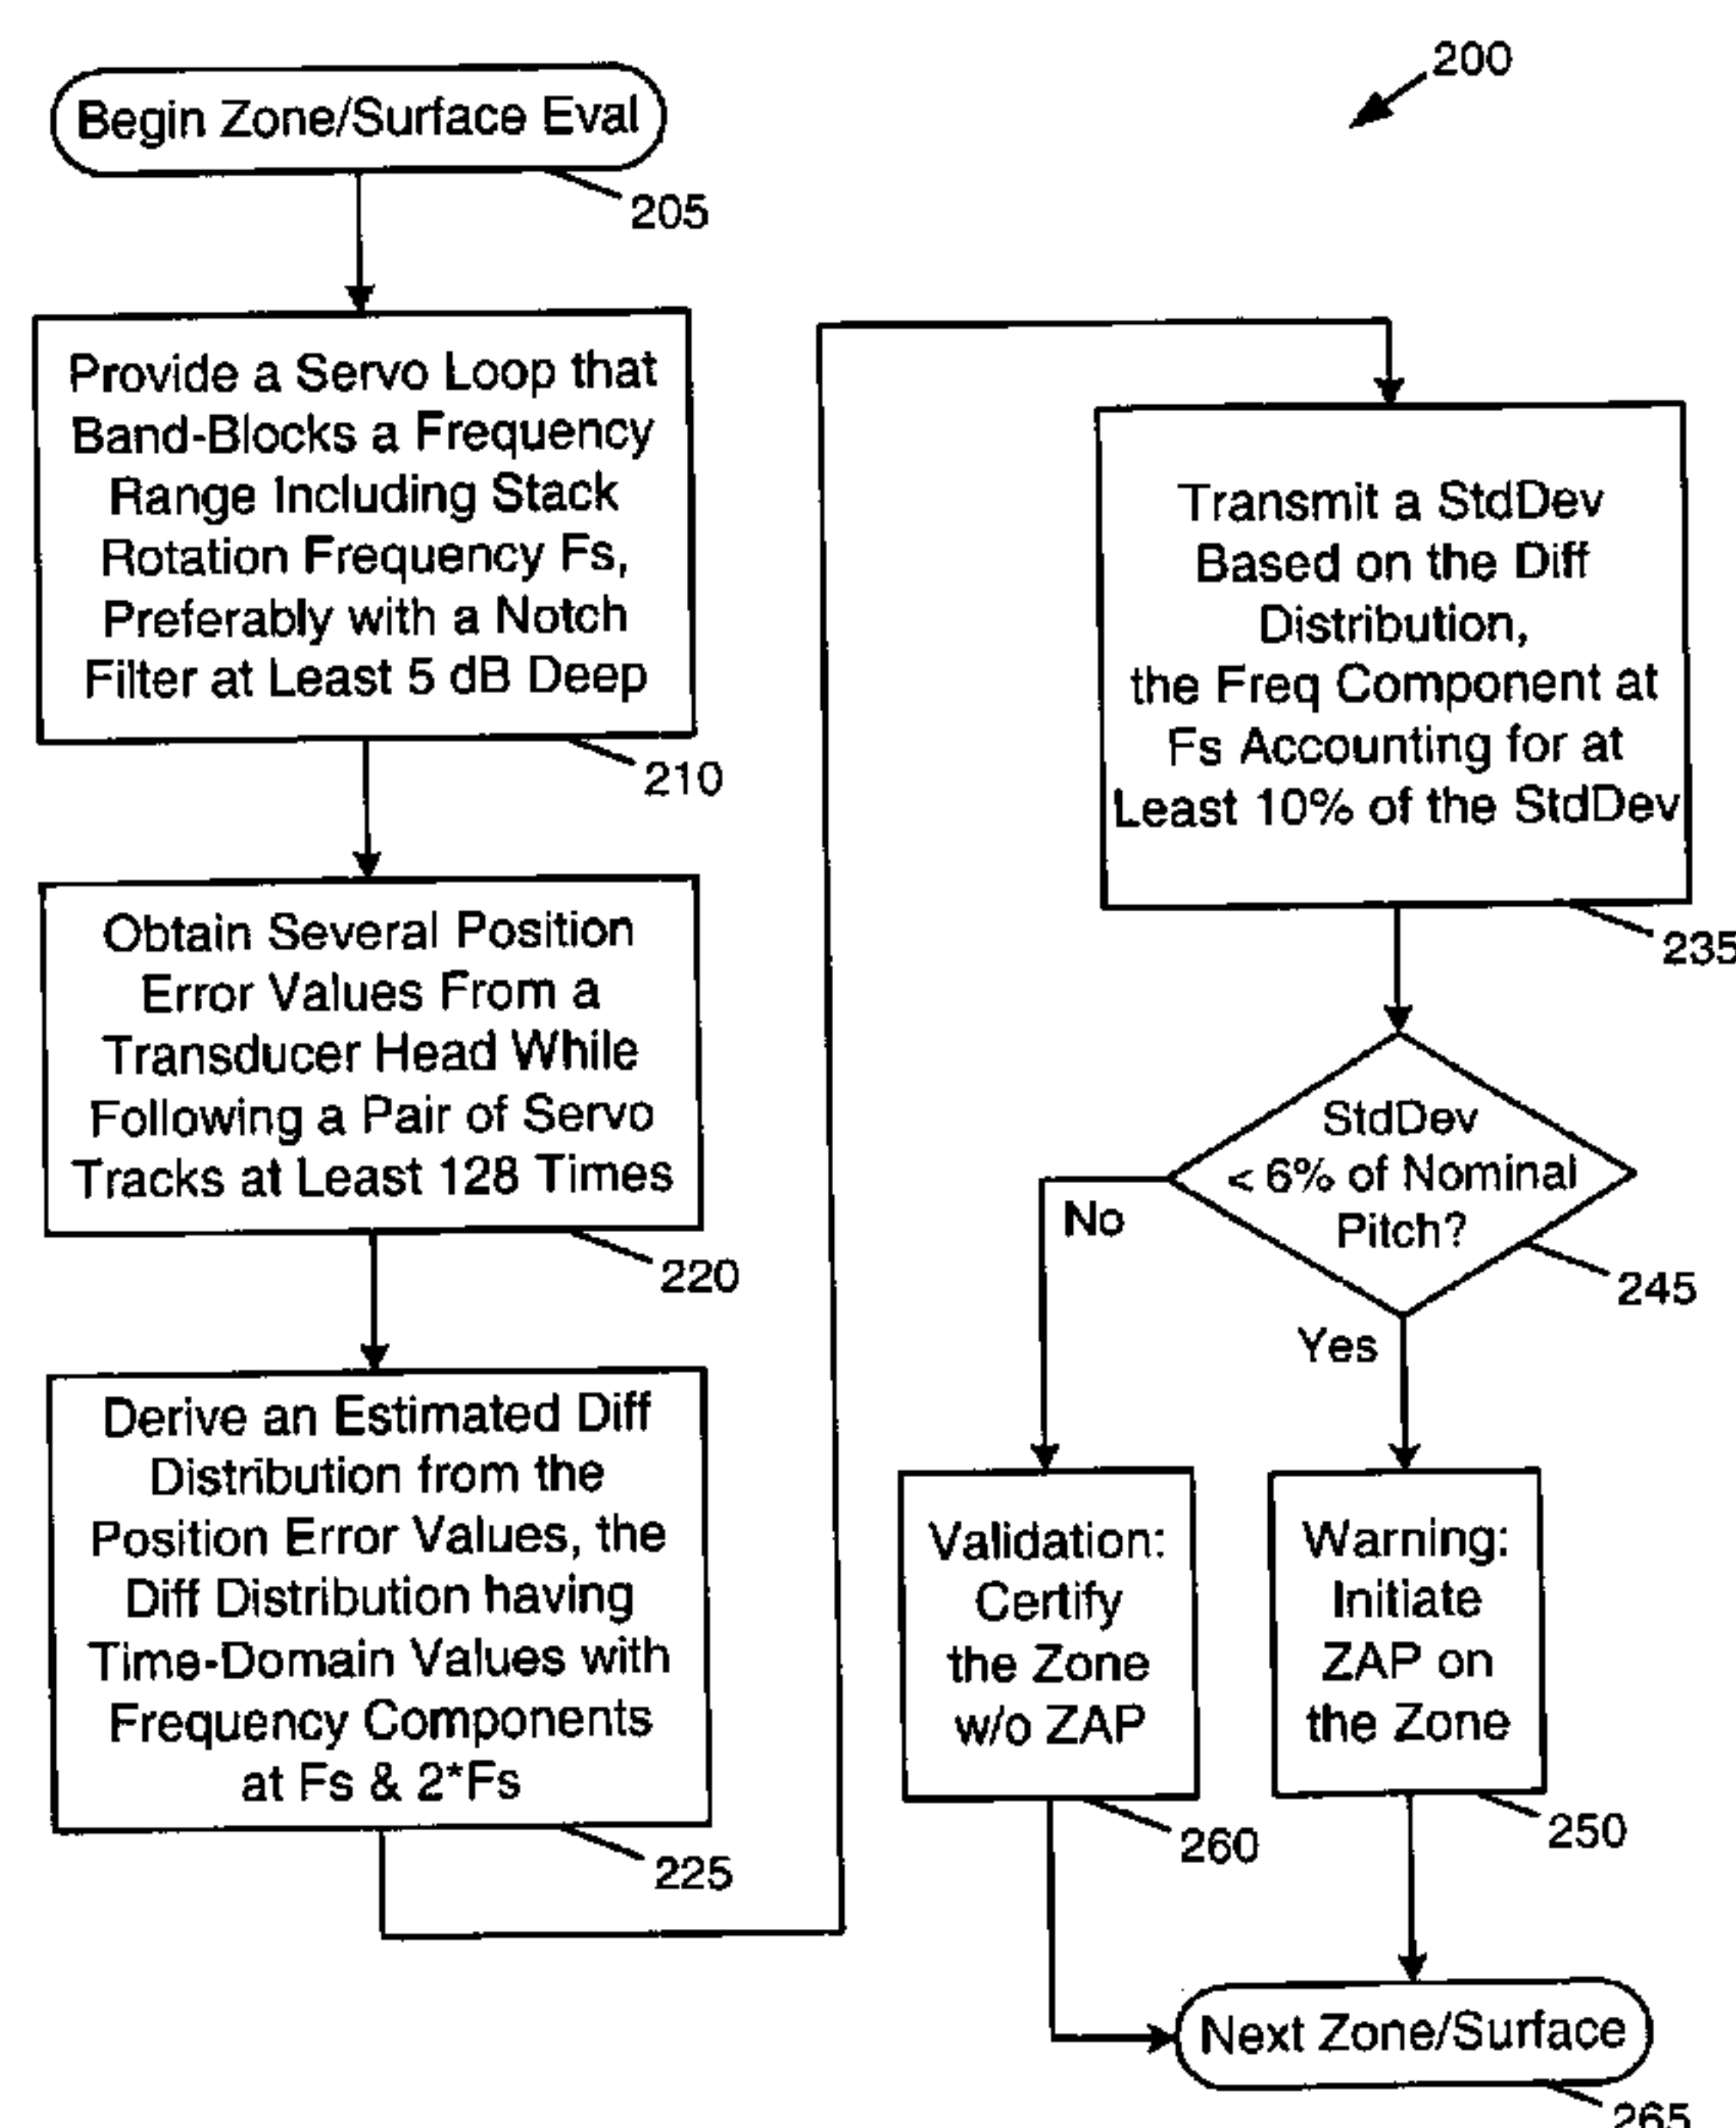 200
Begin Zone/Surface Eval
205
Provide a Servo Loop that
Band-Blocks a Frequency
Range Including Stack
Rotation Frequency Fs,
Preferably with a Notch
Filter at Least 5 dB Deep
210
Obtain Several Position
Error Values From a
Transducer Head While
Following a Pair of Servo
Tracks at Least 128 Times
220
Derive an Estimated Diff
Distribution from the
Position Error Values, the
Diff Distribution having
Time-Domain Values with
Frequency Components
at Fs & 2*Fs
225
Transmit a StdDev
Based on the Diff
Distribution,
the Freq Component at
Fs Accounting for at
Least 10% of the StdDev
235
StdDev
< 6% of Nominal
Pitch?
245
No
Yes
Validation:
Certify
the Zone
w/o ZAP
260
Warning:
Initiate
ZAP on
the Zone
250
Next Zone/Surface
265